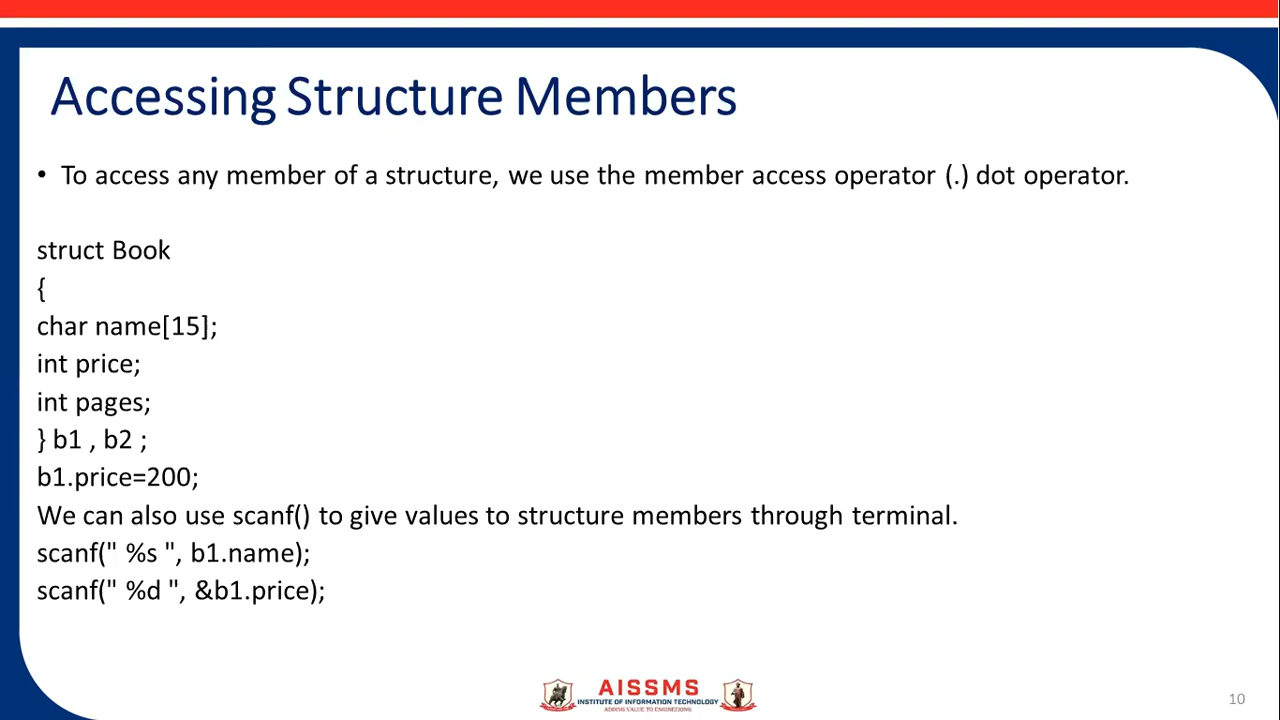 Accessing Structure Members
• To access any member of a structure, we use the member access operator (.) dot operator.
struct Book
{
char name[15];
int price;
int pages;
} b1 , b2 ;
b1.price=200;
We can also use scanf() to give values to structure members through terminal.
scanf(" %s ", b1.name);
scanf(" %d ", &b1.price);
AISSMS
INSTITUTE OF INFORMATION TECHNOLOGY
ADDING VALUE TO ENGINEERING
10